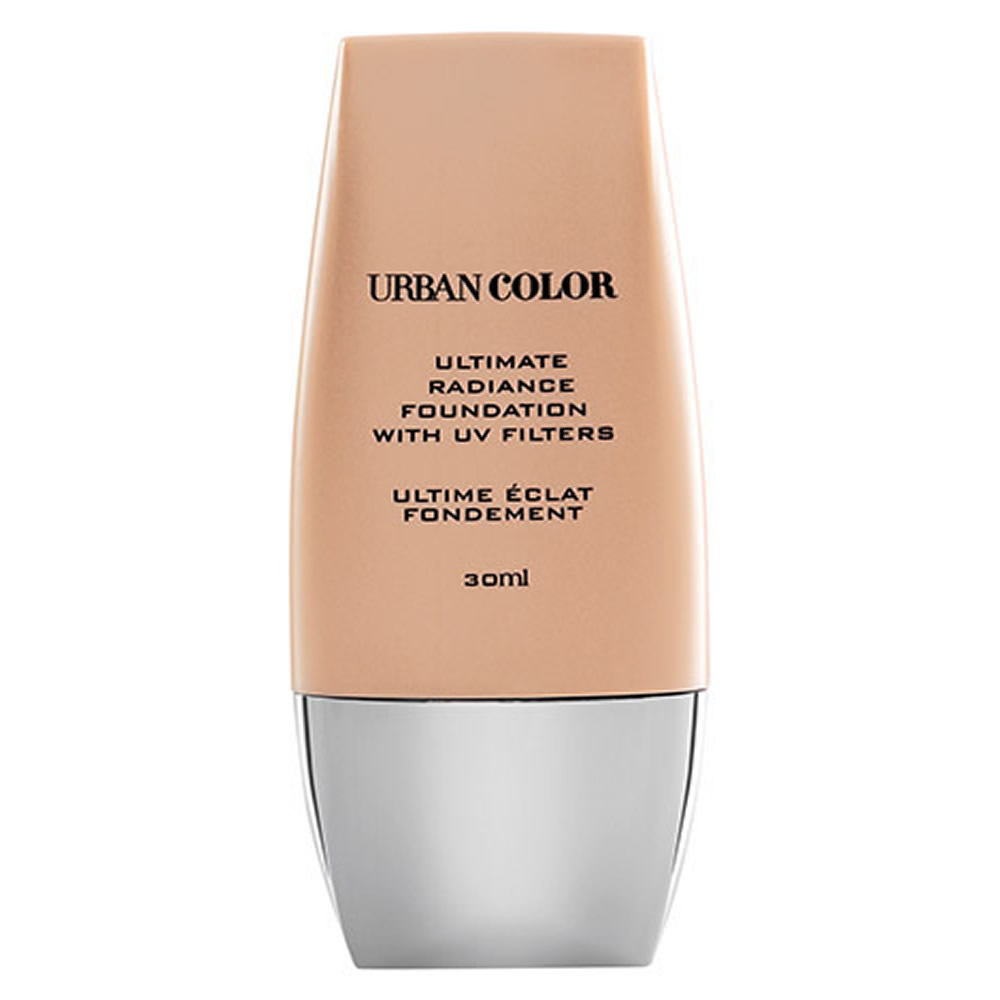 URBAN COLOR
ULTIMATE
RADIANCE
FOUNDATION
WITH UV FILTERS
ULTIME ÉCLAT
FONDEMENT
30ml